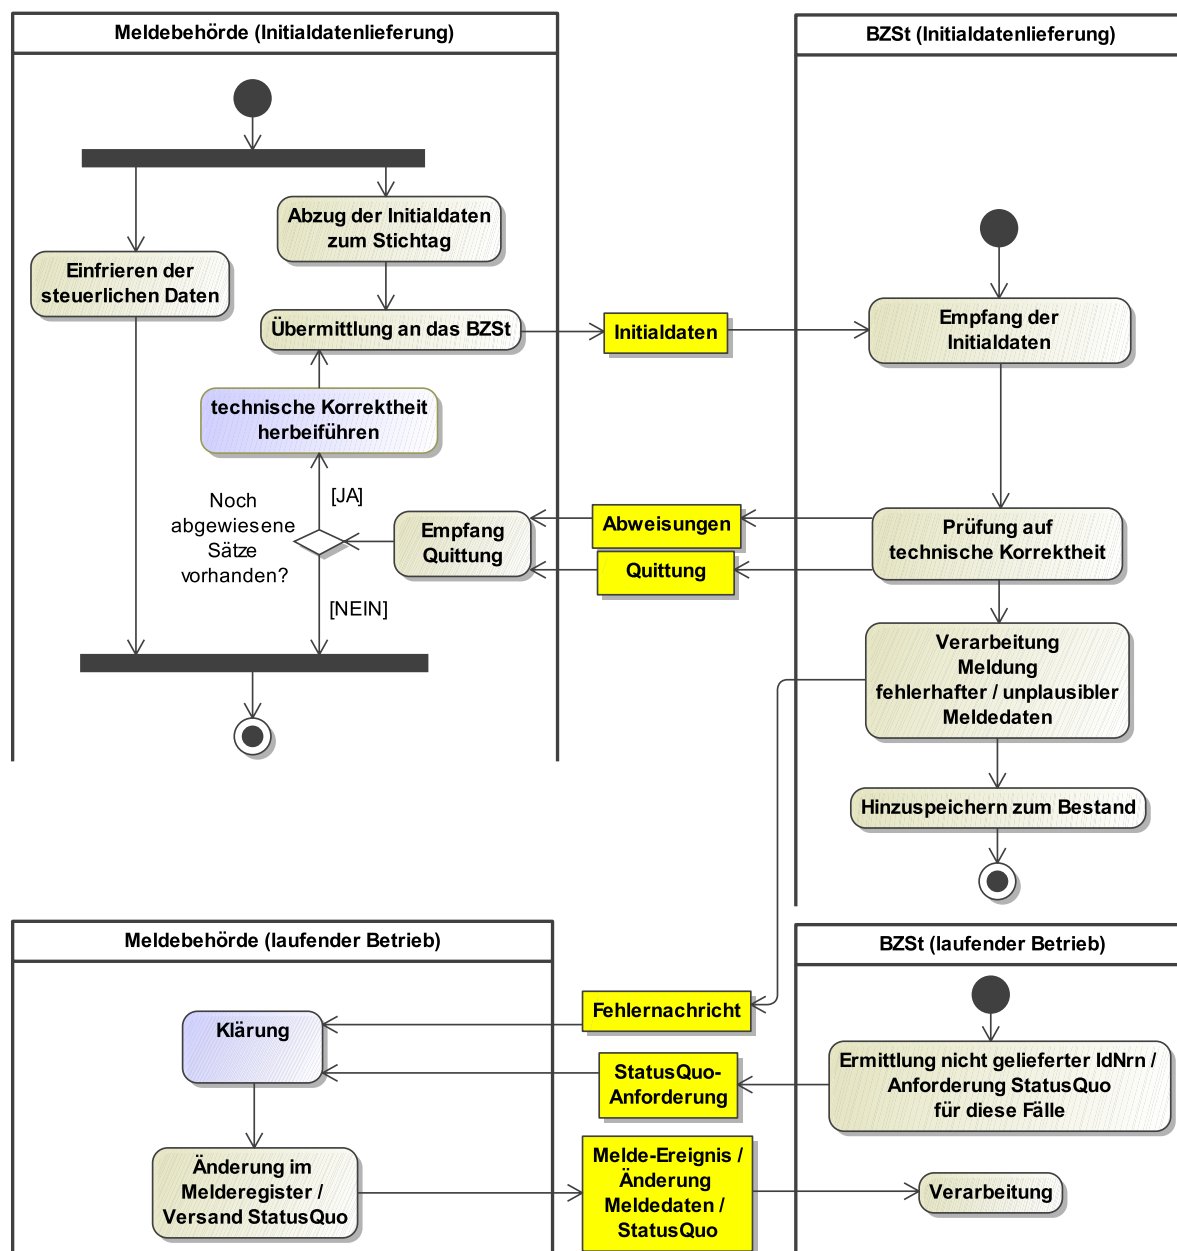 Meldebehörde (Initialdatenlieferung)
BZSt (Initialdatenlieferung)
Abzug der Initialdaten
zum Stichtag
Einfrieren der
steuerlichen Daten
Übermittlung an das BZSt
Initialdaten
Empfang der
Initialdaten
technische Korrektheit
herbeiführen
[JA]
Noch
abgewiesene
Sätze
vorhanden?
[NEIN]
Empfang
Quittung
Abweisungen
Quittung
Prüfung auf
technische Korrektheit
Verarbeitung
Meldung
fehlerhafter / unplausibler
Meldedaten
Hinzuspeichern zum Bestand
Meldebehörde (laufender Betrieb)
BZSt (laufender Betrieb)
Fehlernachricht
Klärung
StatusQuo-
Anforderung
Ermittlung nicht gelieferter IdNrn /
Anforderung StatusQuo
für diese Fälle
Änderung im
Melderegister /
Versand StatusQuo
Melde-Ereignis /
Änderung
Meldedaten /
StatusQuo
Verarbeitung